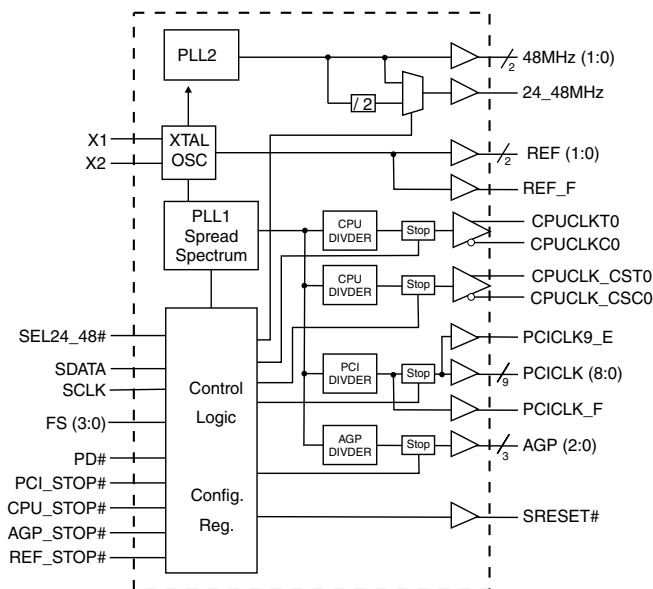 PLL2
48MHz (1:0)
2
/ 2
24_48MHz
X1
X2
XTAL
OSC
REF (1:0)
2
REF_F
PLL1
Spread
Spectrum
CPU
DIVDER
Stop
CPUCLKT0
CPUCLKC0
CPU
DIVDER
Stop
CPUCLK_CST0
CPUCLK_CSC0
SEL24_48#
SDATA
SCLK
FS (3:0)
PD#
PCI_STOP#
CPU_STOP#
AGP_STOP#
REF_STOP#
Control
Logic
Config.
Reg.
PCICLK9_E
PCI
DIVDER
Stop
PCICLK (8:0)
9
PCICLK_F
AGP
DIVDER
Stop
AGP (2:0)
3
SRESET#